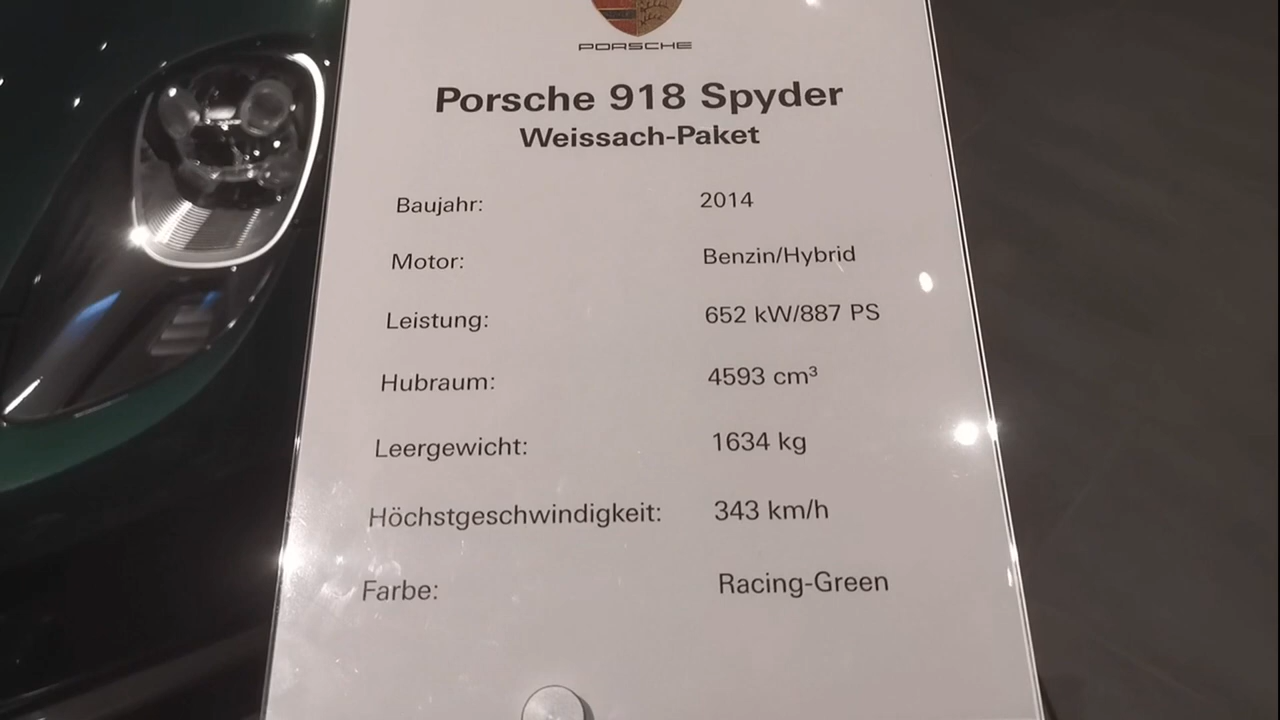 PORSCHE
Porsche 918 Spyder
Weissach-Paket
Baujahr: 2014
Motor: Benzin/Hybrid
Leistung: 652 kW/887 PS
Hubraum: 4593 cm³
Leergewicht: 1634 kg
Höchstgeschwindigkeit: 343 km/h
Farbe: Racing-Green